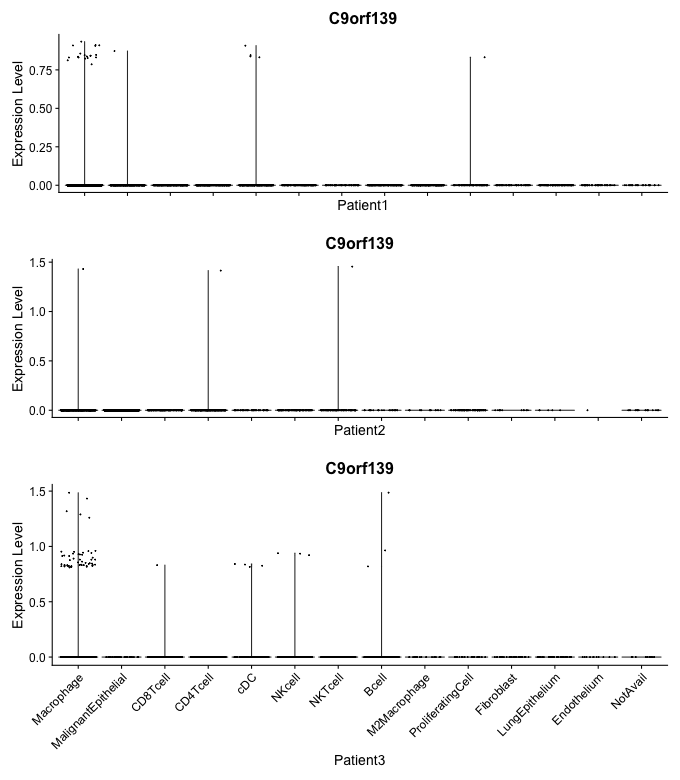 C9orf139
Expression Level
0.75
0.50
0.25
0.00
Patient1
C9orf139
Expression Level
1.5
1.0
0.5
0.0
Patient2
C9orf139
Expression Level
1.5
1.0
0.5
0.0
Macrophage
MalignantEpithelial
CD8Tcell
CD4Tcell
cDC
NKcell
NKTcell
Bcell
M2Macrophage
ProliferatingCell
Fibroblast
LungEpithelium
Endothelium
NotAvail
Patient3